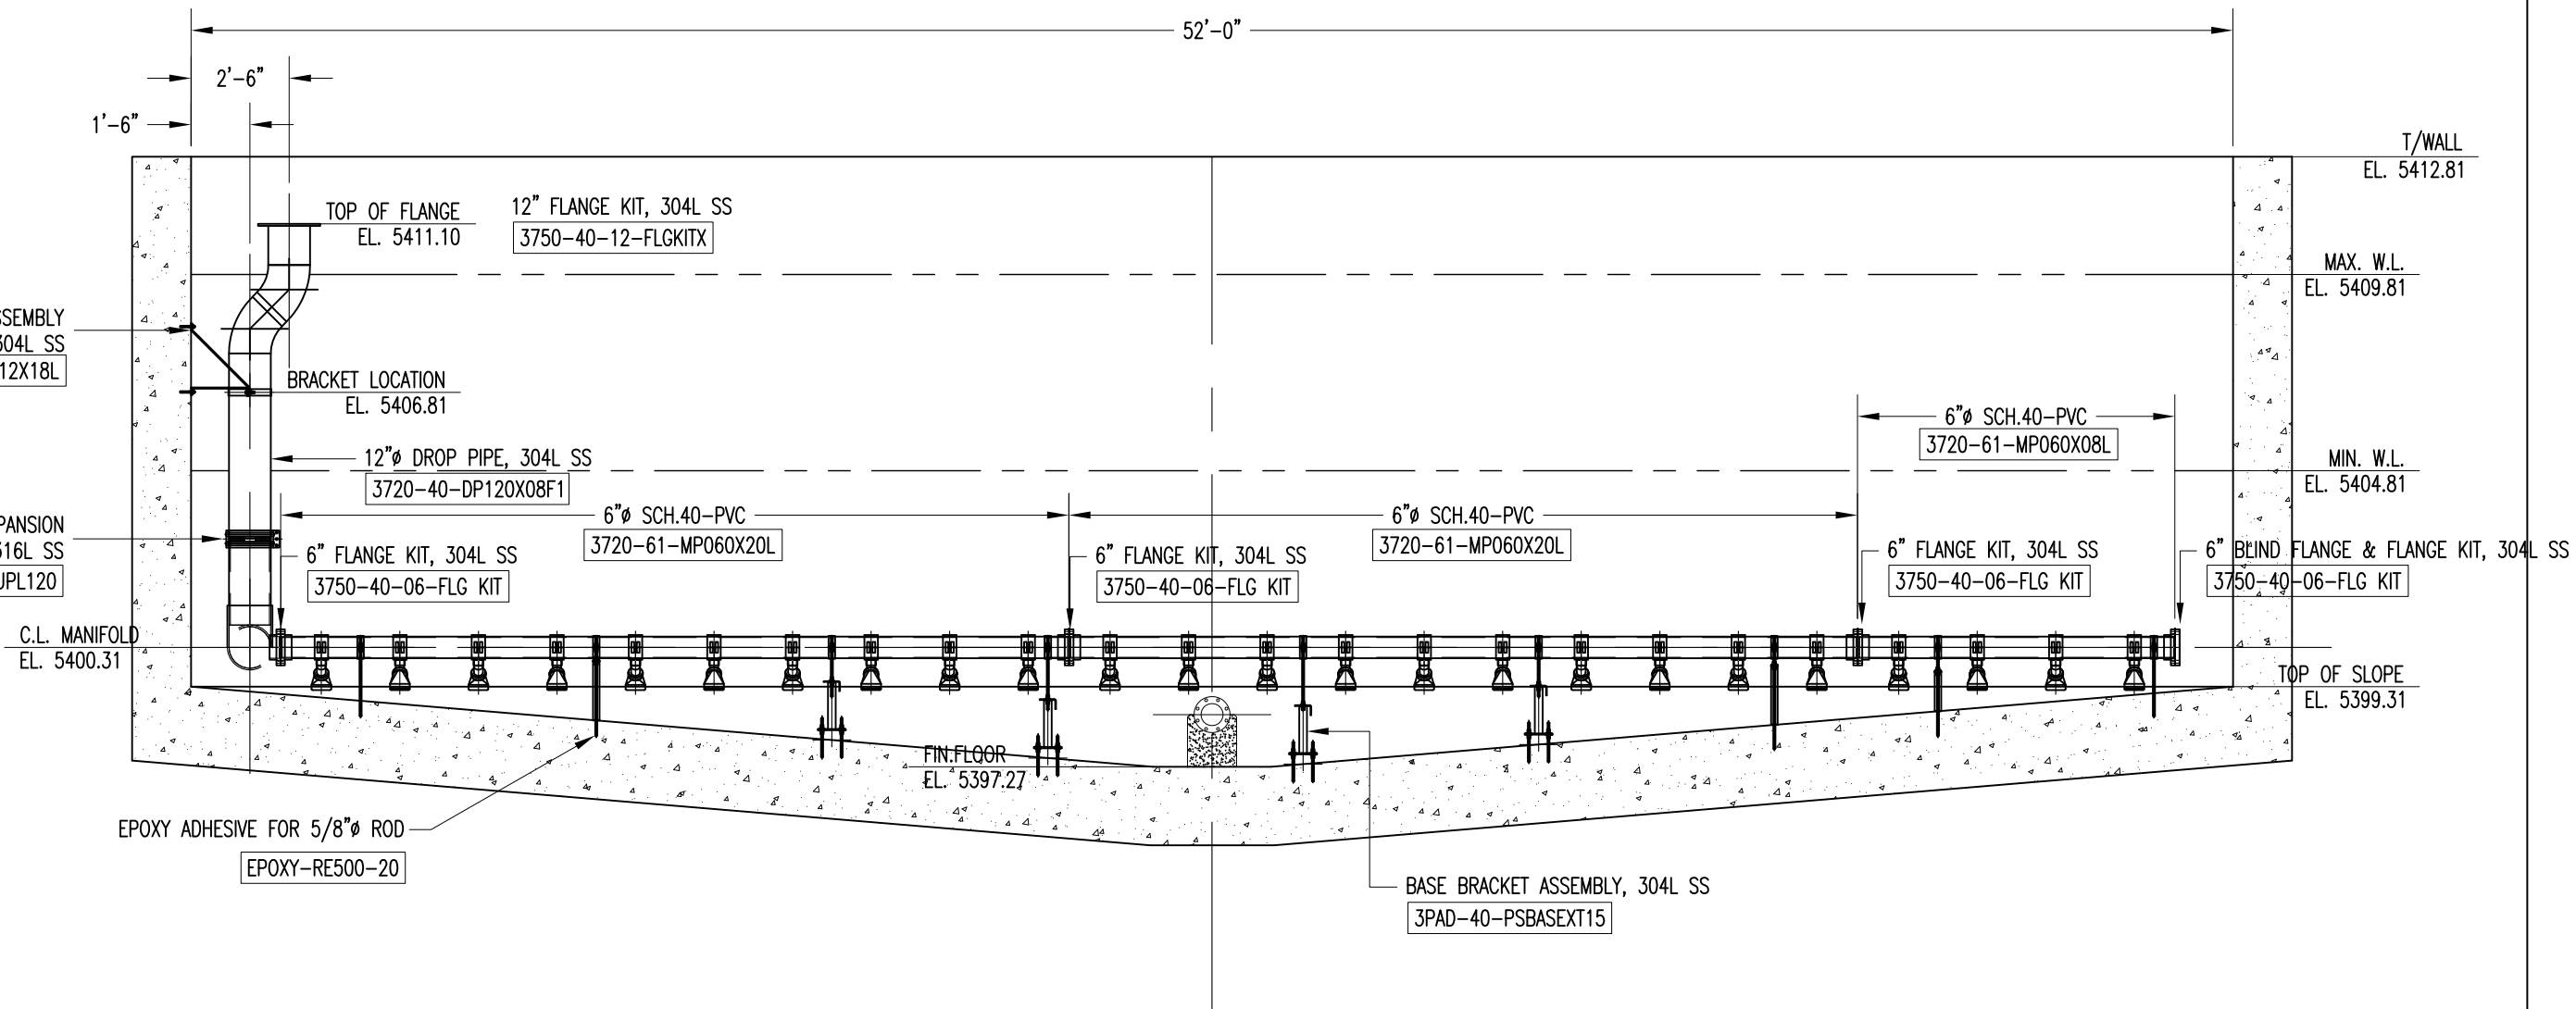 52'-0"
2'-6"
1'-6"
T/WALL
EL. 5412.81
TOP OF FLANGE
EL. 5411.10
12" FLANGE KIT, 304L SS
3750-40-12-FLGKITX
MAX. W.L.
EL. 5409.81
SSEMBLY
304L SS
12X18L
BRACKET LOCATION
EL. 5406.81
6"ø SCH.40-PVC
3720-61-MP060X08L
12"ø DROP PIPE, 304L SS
3720-40-DP120X08F1
MIN. W.L.
EL. 5404.81
PANSION
316L SS
UPL120
6"ø SCH.40-PVC
3720-61-MP060X20L
6"ø SCH.40-PVC
3720-61-MP060X20L
6" FLANGE KIT, 304L SS
3750-40-06-FLG KIT
6" FLANGE KIT, 304L SS
3750-40-06-FLG KIT
6" FLANGE KIT, 304L SS
3750-40-06-FLG KIT
6" BLIND FLANGE & FLANGE KIT, 304L SS
3750-40-06-FLG KIT
C.L. MANIFOLD
EL. 5400.31
TOP OF SLOPE
EL. 5399.31
FIN.FLOOR
EL. 5397.27
EPOXY ADHESIVE FOR 5/8"ø ROD
EPOXY-RE500-20
BASE BRACKET ASSEMBLY, 304L SS
3PAD-40-PSBASEXT15